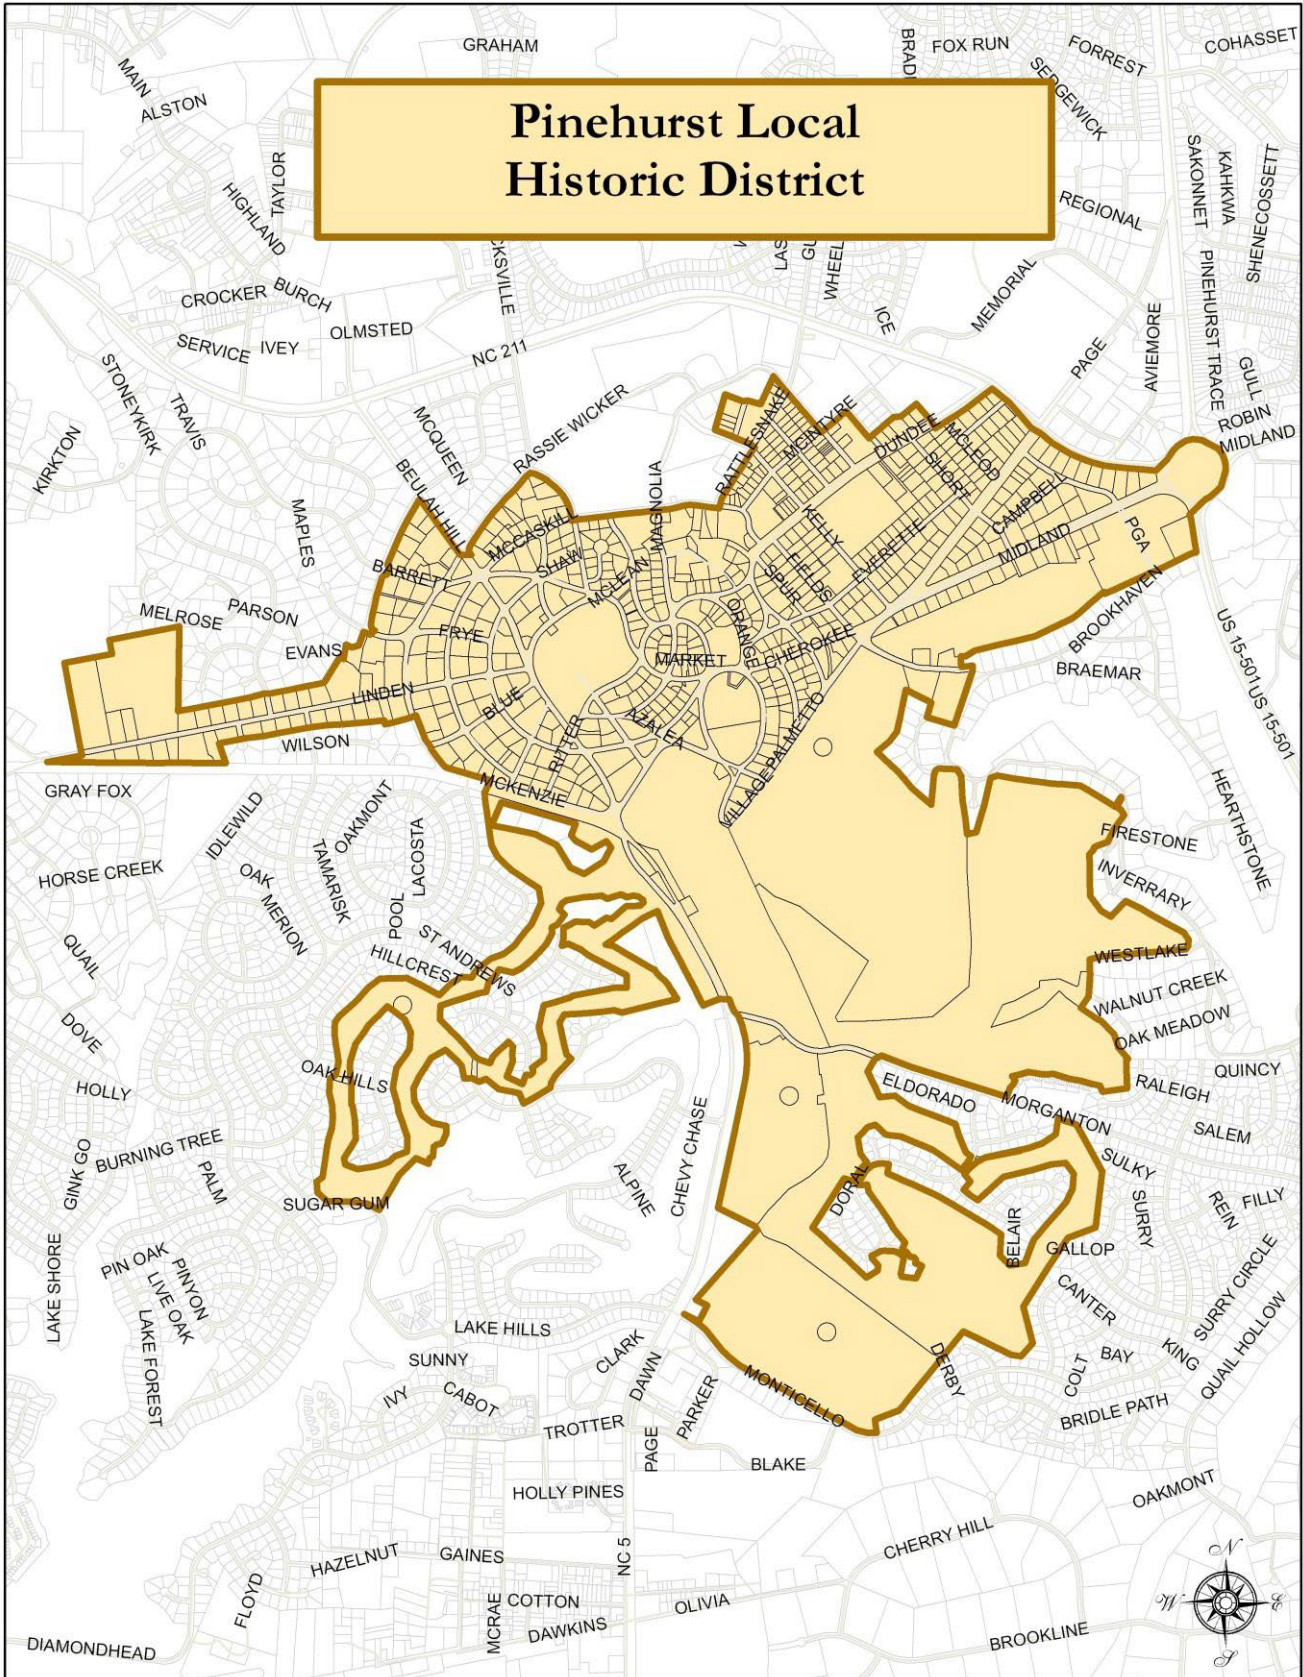 GRAHAM
FOX RUN
FORREST
COHASSET
BRAD
SEDGEWICK
MAIN
ALSTON
Pinehurst Local
Historic District
TAYLOR
HIGHLAND
SAKONNET
KAHKWA
SHENECOSSETT
REGIONAL
CKSVILLE
LAS
GU
WHEEL
PINEHURST TRACE
CROCKER
BURCH
OLMSTED
ICE
MEMORIAL
SERVICE
IVEY
NC 211
PAGE
AVIEMORE
GULL
STONEYKIRK
TRAVIS
MCQUEEN
RASSIE WICKER
ROBIN
MIDLAND
KIRKTON
BEULAH HILL
RATTLESNAKE
MCINTYRE
DUNDEE
MCLEOD
SHORT
CAMPBELL
MAPLES
MCCASKILL
MAGNOLIA
KELLY
EVERETTE
MIDLAND
PGA
BARRETT
SHAW
MCLEAN
FIELDS
SPUR
BROOKHAVEN
MELROSE
PARSON
EVANS
FRYE
ORANGE
MARKET
CHEROKEE
BRAEMAR
US 15-501
US 15-501
LINDEN
BLUE
RITTER
AZALEA
PALMETTO
VILLAGE
WILSON
MCKENZIE
GRAY FOX
IDLEWILD
OAKMONT
LACOSTA
HEARTHSTONE
FIRESTONE
INVERRARY
HORSE CREEK
OAK
MERION
TAMARISK
POOL
ST ANDREWS
HILLCREST
QUAIL
WESTLAKE
WALNUT CREEK
OAK MEADOW
DOVE
HOLLY
OAK HILLS
ELDORADO
MORGANTON
RALEIGH
QUINCY
SALEM
GINK GO
BURNING TREE
PALM
SUGAR GUM
ALPINE
CHEVY CHASE
DORAL
BELAIR
SULKY
SURRY
REIN
FILLY
GALLOP
LAKE SHORE
PIN OAK
PINYON
LIVE OAK
LAKE FOREST
CANTER
SURRY CIRCLE
QUAIL HOLLOW
LAKE HILLS
SUNNY
CLARK
DAWN
DERBY
KING
BAY
COLT
IVY
CABOT
PARKER
MONTICELLO
BRIDLE PATH
TROTTER
PAGE
BLAKE
HOLLY PINES
OAKMONT
CHERRY HILL
HAZELNUT
GAINES
NC 5
FLOYD
MCRAE
COTTON
DAWKINS
OLIVIA
DIAMONDHEAD
BROOKLINE
N
W
E
S